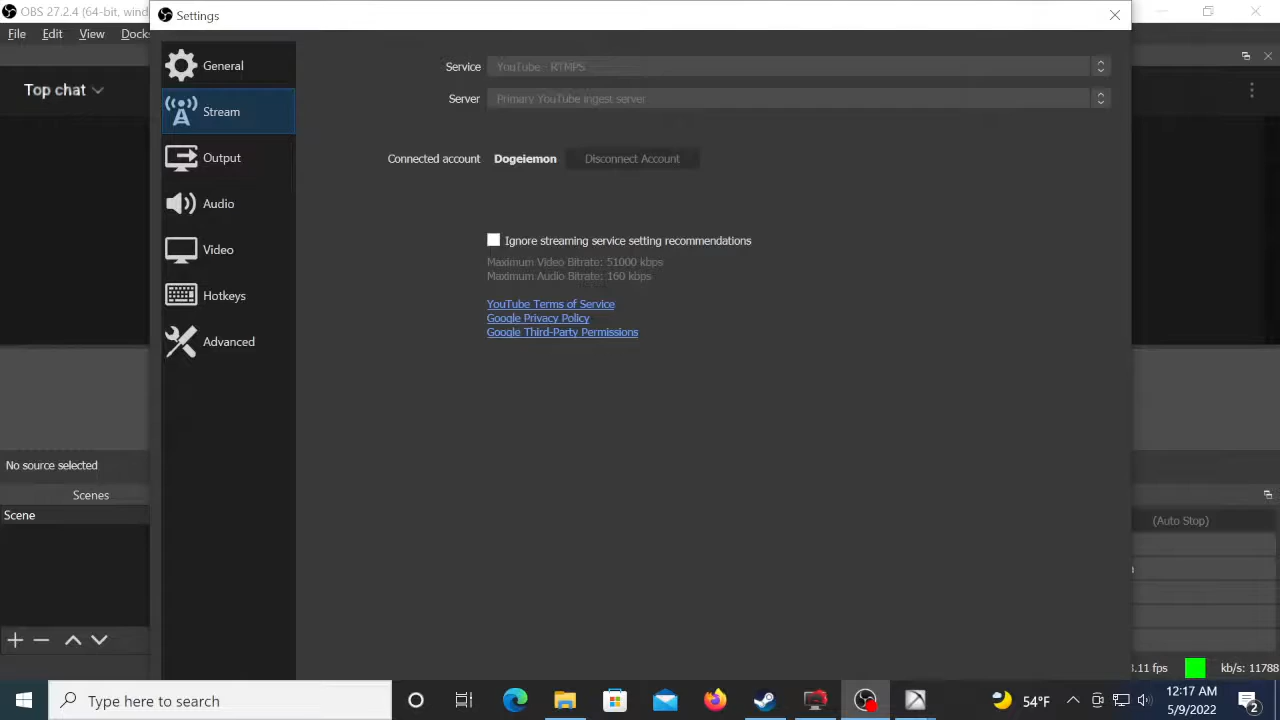 OBS 27.2.4 (64-bit, wind
Settings
File Edit View Dock
Top chat
General
Stream
Output
Audio
Video
Hotkeys
Advanced
Service YouTube - RTMPS
Server Primary YouTube ingest server
Connected account Dogeiemon Disconnect Account
Ignore streaming service setting recommendations
Maximum Video Bitrate: 51000 kbps
Maximum Audio Bitrate: 160 kbps
YouTube Terms of Service
Google Privacy Policy
Google Third-Party Permissions
No source selected
Scenes
Scene
(Auto Stop)
.11 fps kb/s: 11788
Type here to search
54°F
12:17 AM
5/9/2022
2